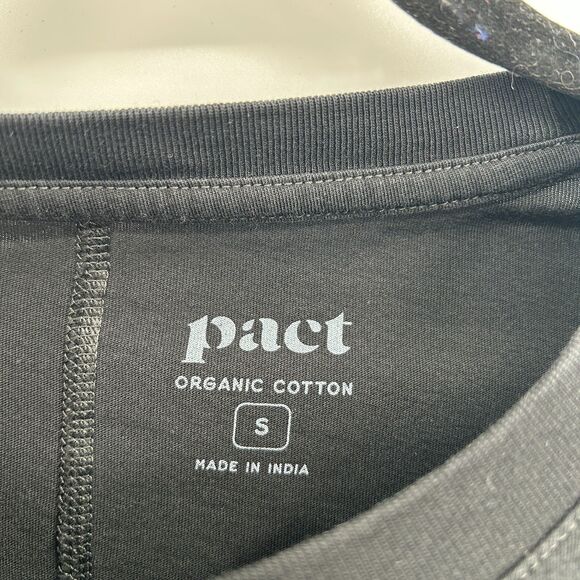 pact
ORGANIC COTTON
S
MADE IN INDIA